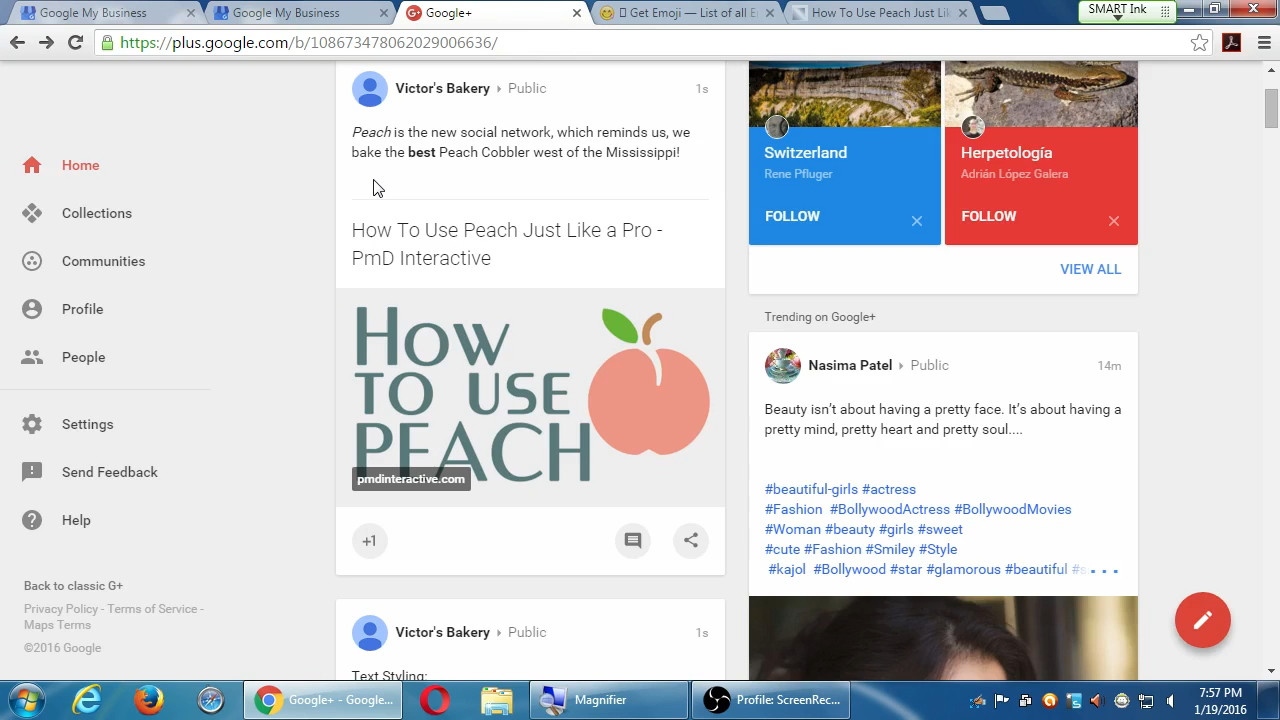 Google My Business
Google My Business
Google+
Get Emoji — List of all E
How To Use Peach Just Lik
SMART Ink
https://plus.google.com/b/108673478062029006636/
Home
Collections
Communities
Profile
People
Settings
Send Feedback
Help
Back to classic G+
Privacy Policy - Terms of Service -
Maps Terms
©2016 Google
Victor's Bakery
Public
1s
Peach is the new social network, which reminds us, we
bake the best Peach Cobbler west of the Mississippi!
How To Use Peach Just Like a Pro -
PmD Interactive
HOW
TO USE
PEACH
pmdinteractive.com
+1
Victor's Bakery
Public
1s
Text Styling:
Switzerland
Rene Pfluger
FOLLOW
Herpetología
Adrián López Galera
FOLLOW
VIEW ALL
Trending on Google+
Nasima Patel
Public
14m
Beauty isn't about having a pretty face. It's about having a
pretty mind, pretty heart and pretty soul....
#beautiful-girls #actress
#Fashion #BollywoodActress #BollywoodMovies
#Woman #beauty #girls #sweet
#cute #Fashion #Smiley #Style
#kajol #Bollywood #star #glamorous #beautiful #s...
Google+ - Google...
Magnifier
Profile: ScreenRec...
7:57 PM
1/19/2016